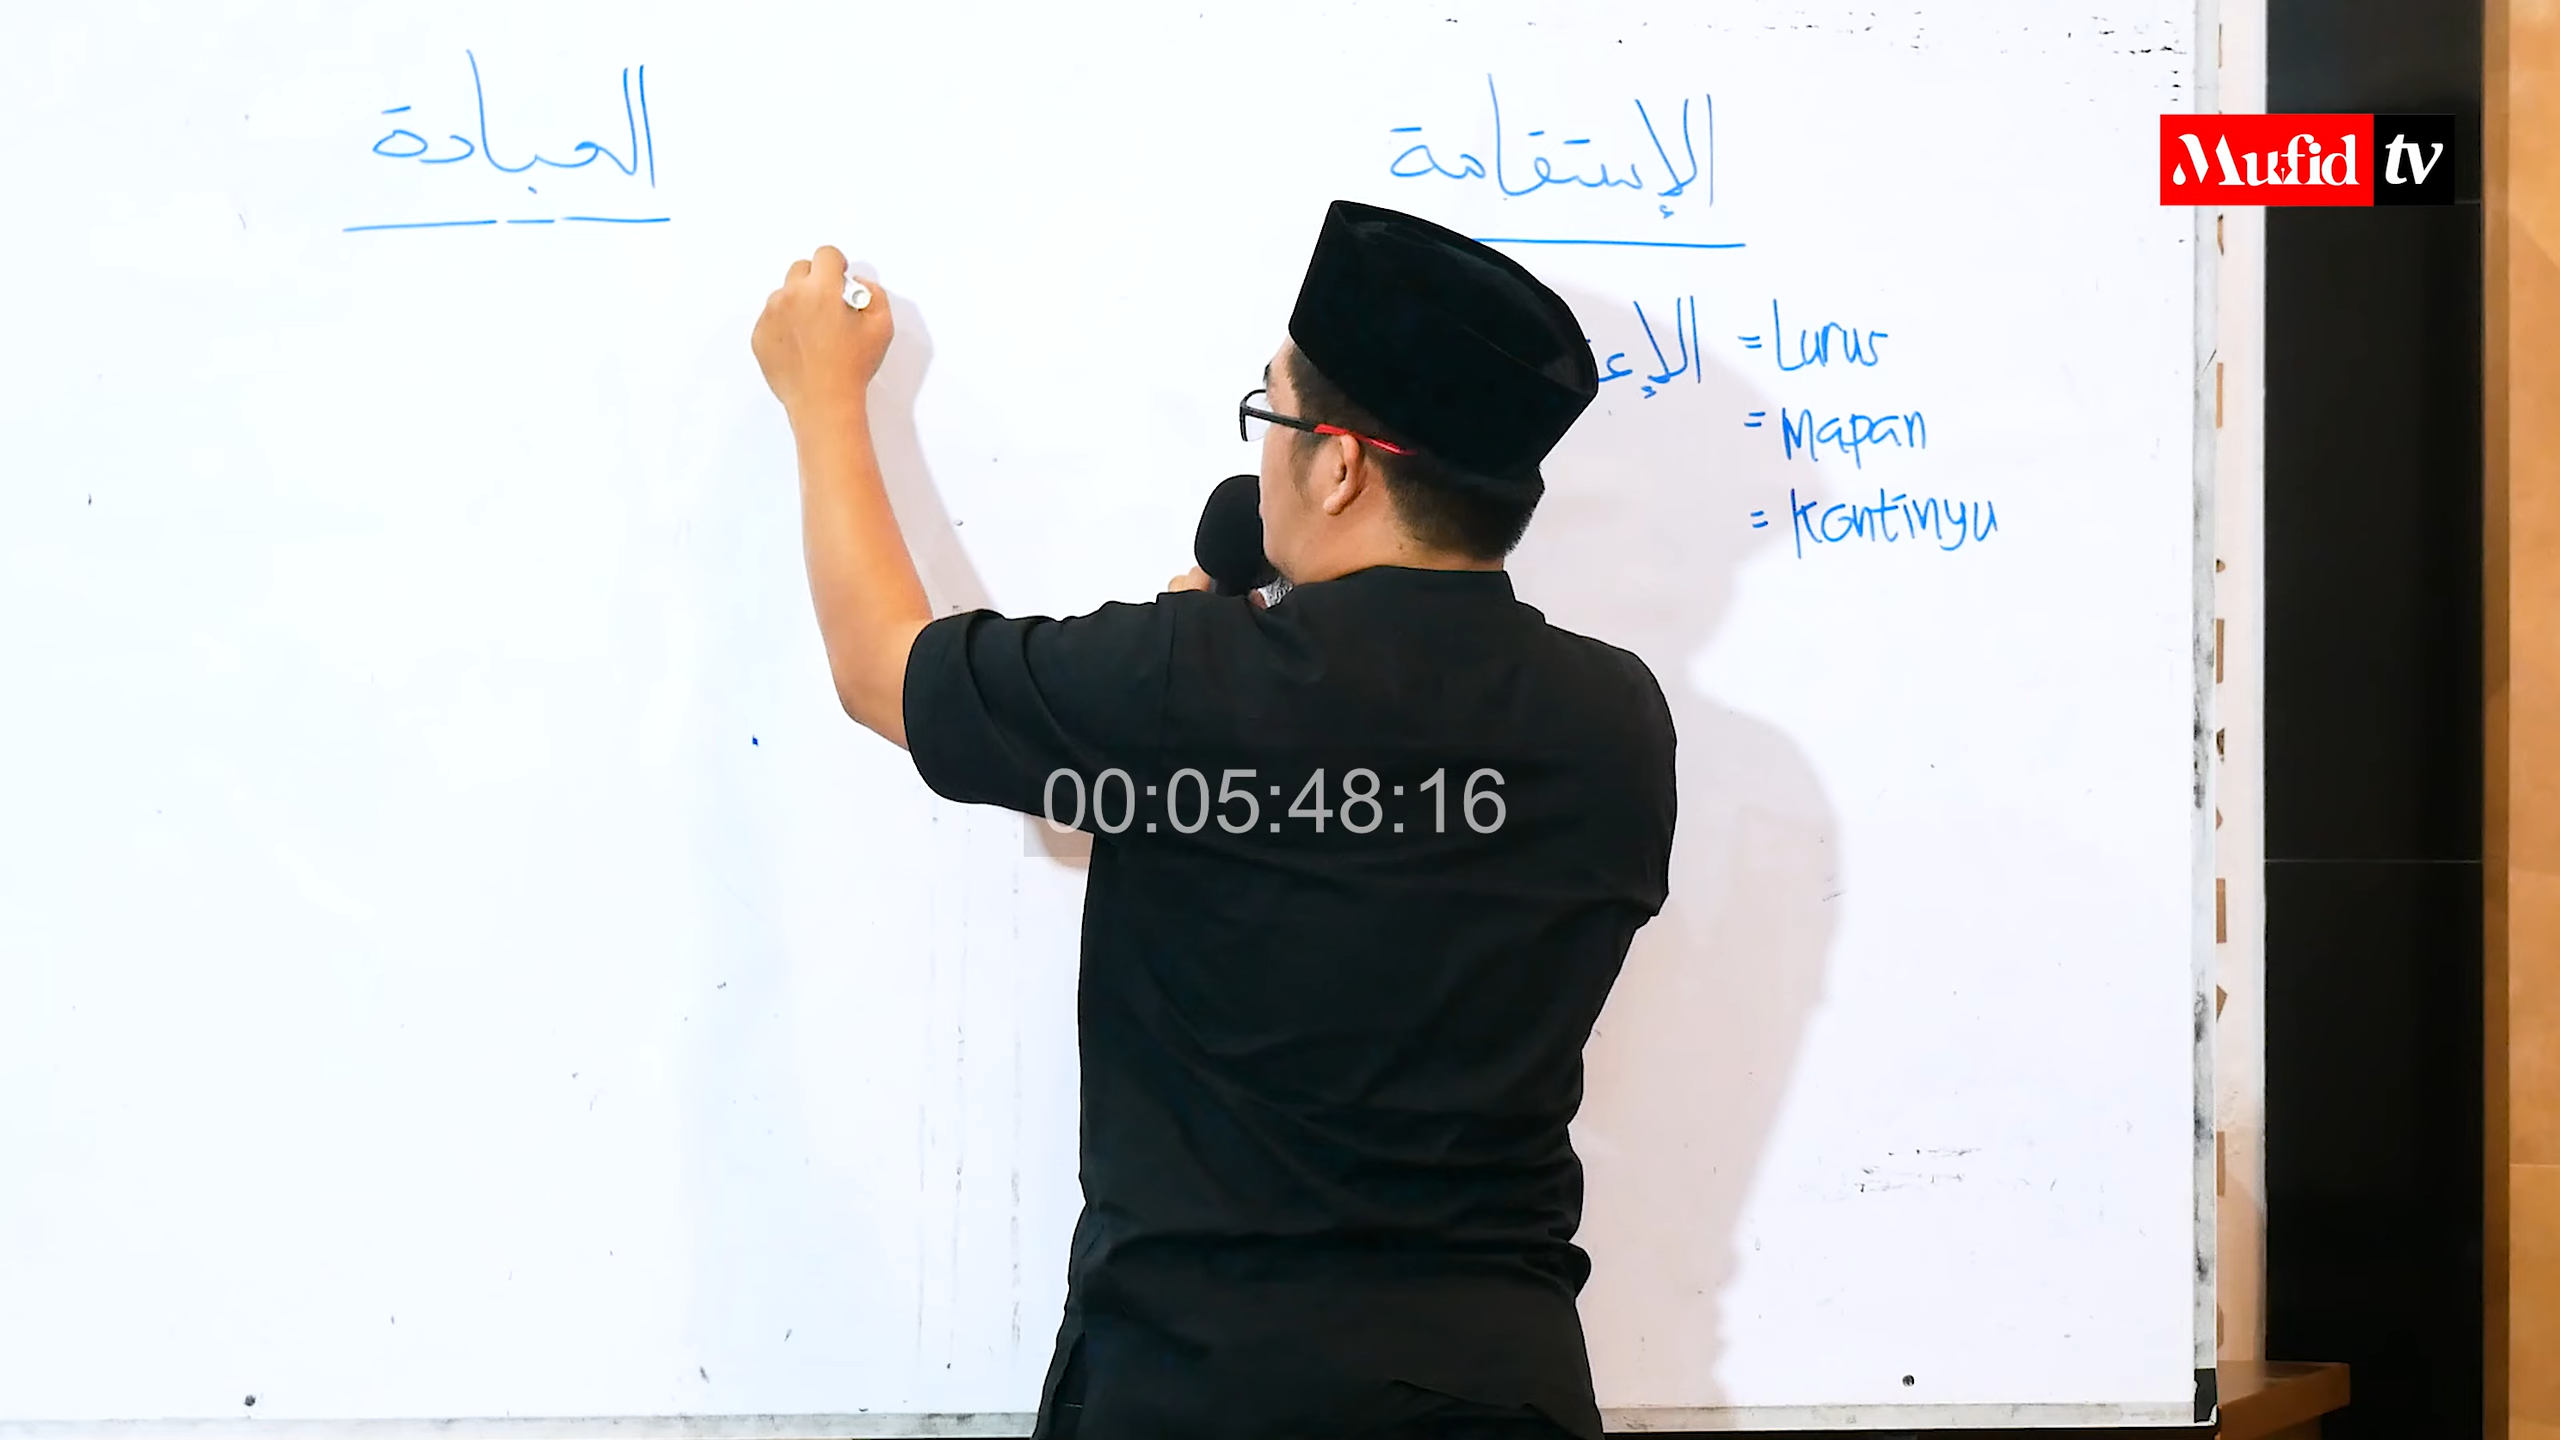 الإستقامة
العبادة
= Lurus
= Mapan
= Kontinyu
Mufid tv
00:05:48:16